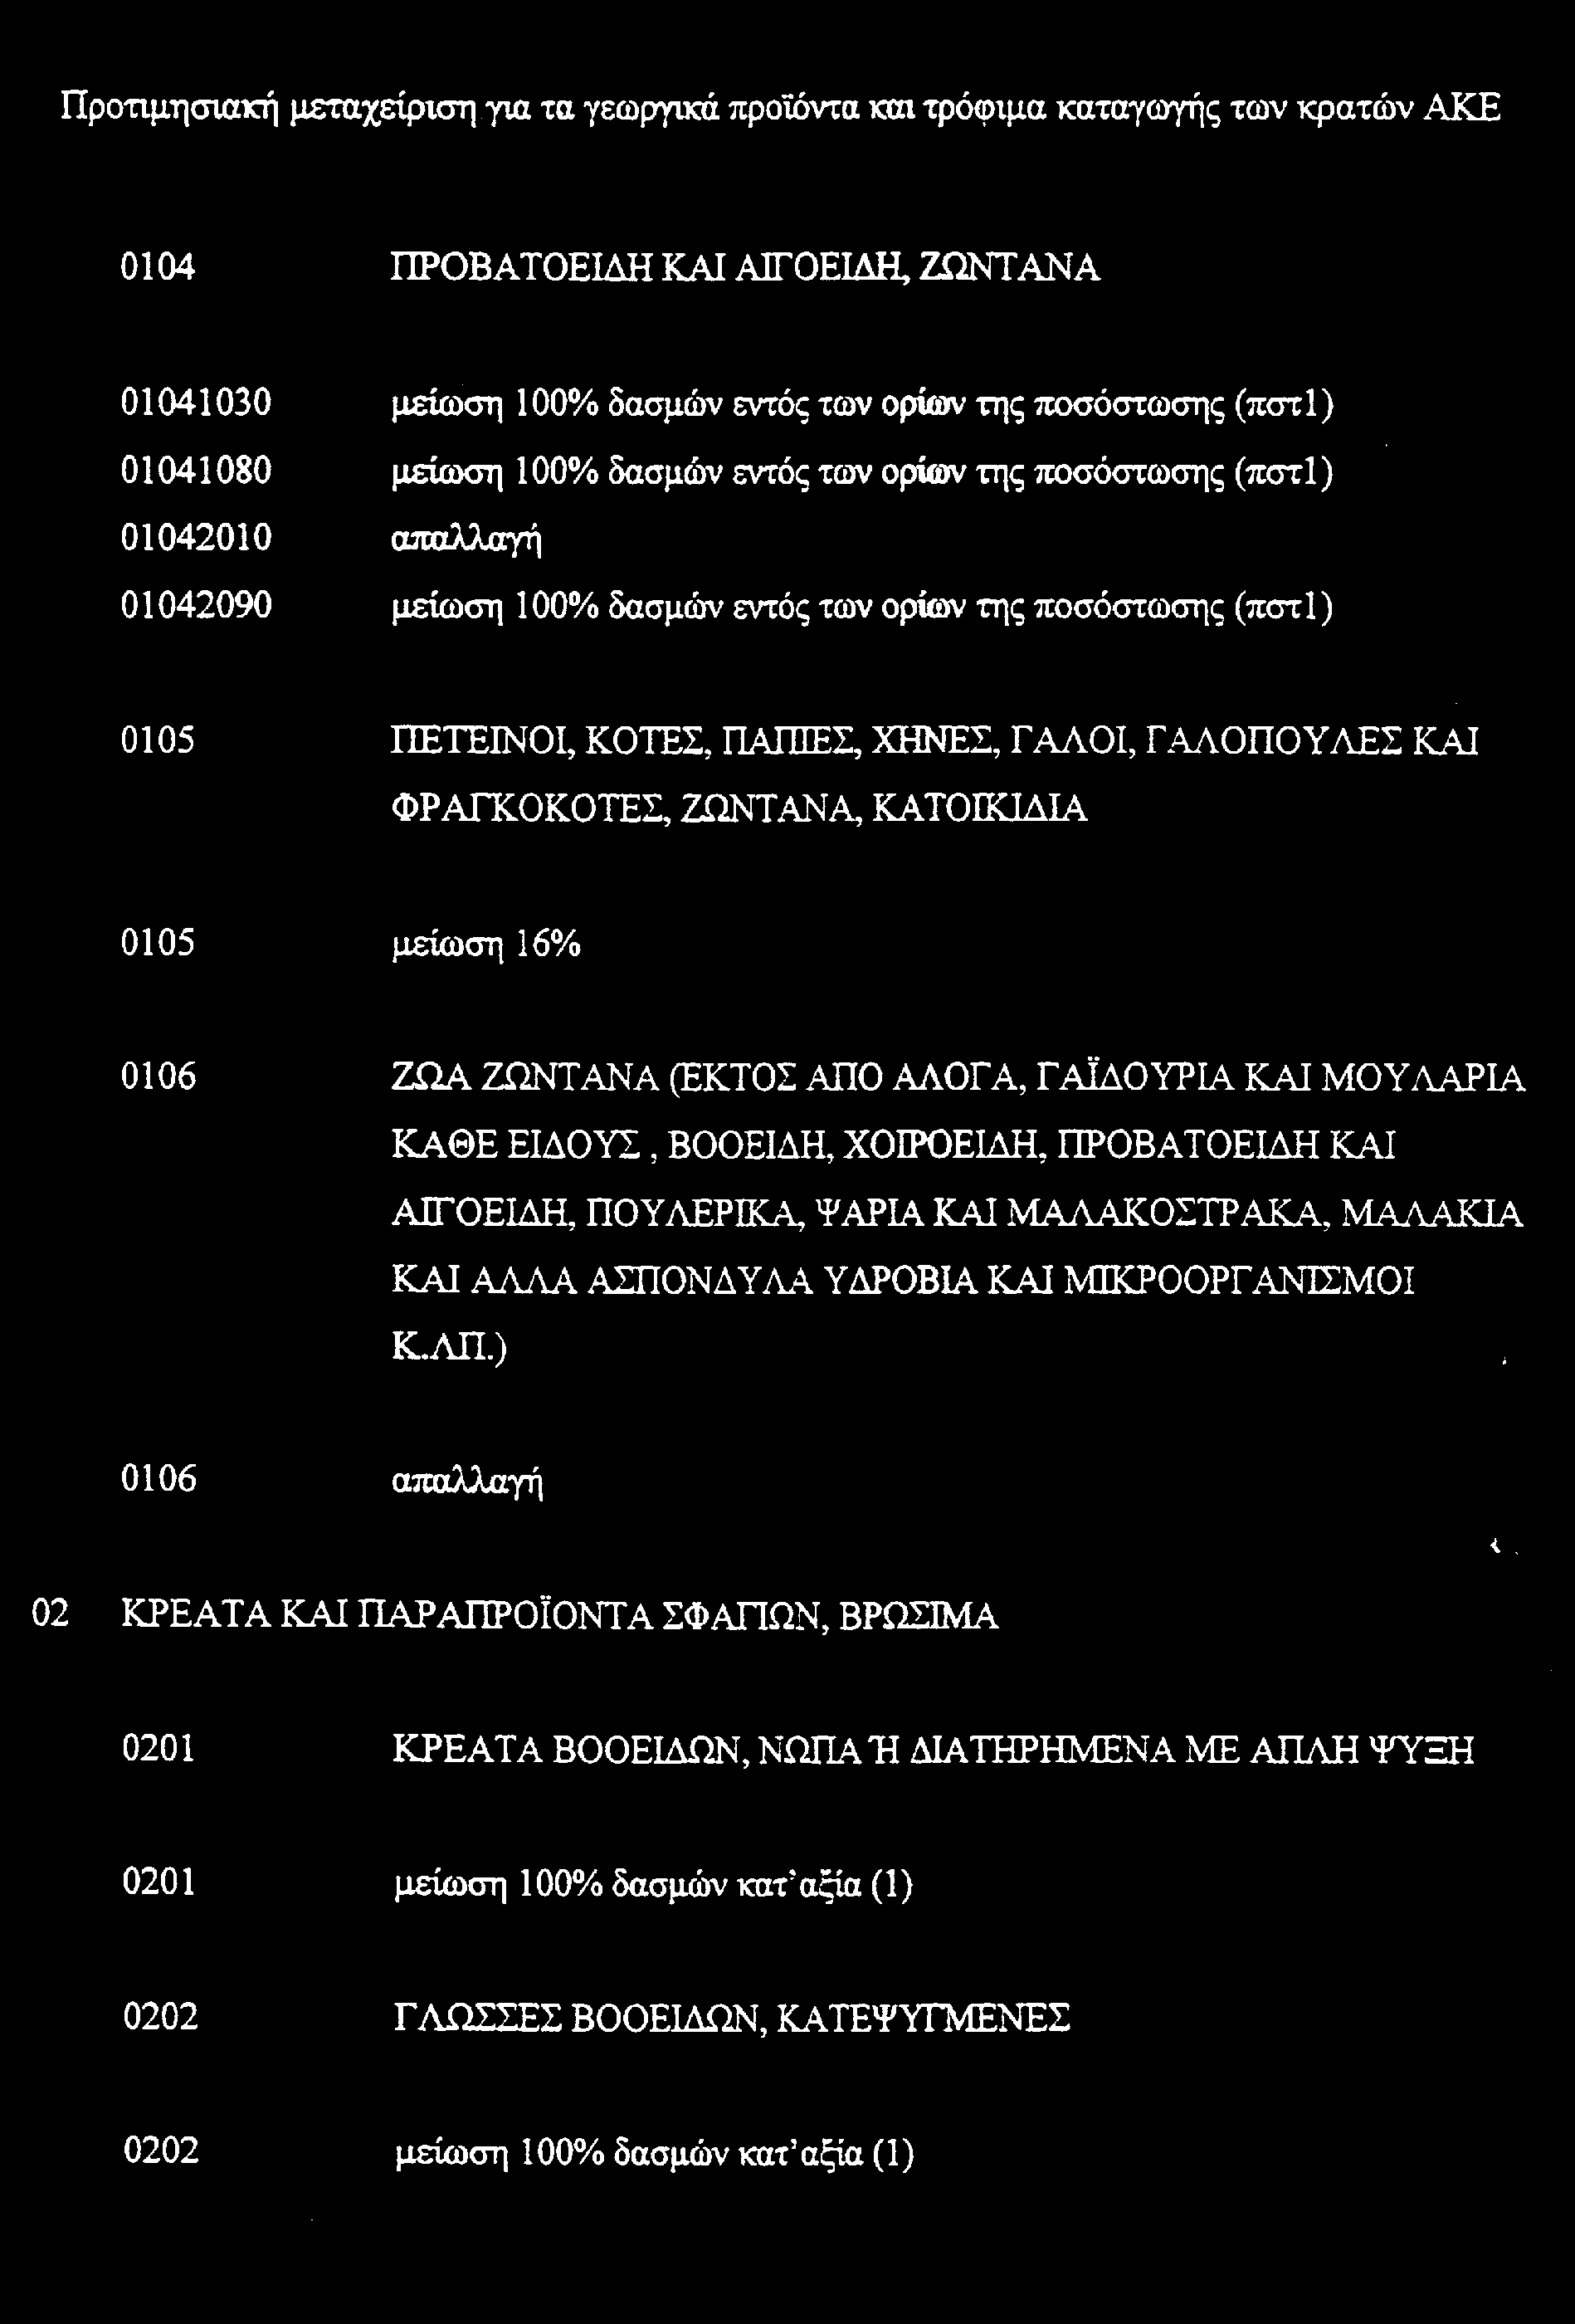 Προτιμησιακή μεταχείριση για τα γεωργικά προϊόντα και τρόφιμα καταγωγής των κρατών ΑΚΕ
0104 ΠΡΟΒΑΤΟΕΙΔΗ ΚΑΙ ΑΙΓΟΕΙΔΗ, ΖΩΝΤΑΝΑ
01041030 μείωση 100% δασμών εντός των ορίων της ποσόστωσης (πστ1)
01041080 μείωση 100% δασμών εντός των ορίων της ποσόστωσης (πστ1)
01042010 απαλλαγή
01042090 μείωση 100% δασμών εντός των ορίων της ποσόστωσης (πστ1)
0105 ΠΕΤΕΙΝΟΙ, ΚΟΤΕΣ, ΠΑΠΙΕΣ, ΧΗΝΕΣ, ΓΑΛΟΙ, ΓΑΛΟΠΟΥΛΕΣ ΚΑΙ
ΦΡΑΓΚΟΚΟΤΕΣ, ΖΩΝΤΑΝΑ, ΚΑΤΟΙΚΙΔΙΑ
0105 μείωση 16%
0106 ΖΩΑ ΖΩΝΤΑΝΑ (ΕΚΤΟΣ ΑΠΟ ΑΛΟΓΑ, ΓΑΪΔΟΥΡΙΑ ΚΑΙ ΜΟΥΛΑΡΙΑ
ΚΑΘΕ ΕΙΔΟΥΣ , ΒΟΟΕΙΔΗ, ΧΟΙΡΟΕΙΔΗ, ΠΡΟΒΑΤΟΕΙΔΗ ΚΑΙ
ΑΙΓΟΕΙΔΗ, ΠΟΥΛΕΡΙΚΑ, ΨΑΡΙΑ ΚΑΙ ΜΑΛΑΚΟΣΤΡΑΚΑ, ΜΑΛΑΚΙΑ
ΚΑΙ ΑΛΛΑ ΑΣΠΟΝΔΥΛΑ ΥΔΡΟΒΙΑ ΚΑΙ ΜΙΚΡΟΟΡΓΑΝΙΣΜΟΙ
Κ.ΛΠ.)
0106 απαλλαγή
02 ΚΡΕΑΤΑ ΚΑΙ ΠΑΡΑΠΡΟΪΟΝΤΑ ΣΦΑΓΙΩΝ, ΒΡΩΣΙΜΑ
0201 ΚΡΕΑΤΑ ΒΟΟΕΙΔΩΝ, ΝΩΠΑ Ή ΔΙΑΤΗΡΗΜΕΝΑ ΜΕ ΑΠΛΗ ΨΥΞΗ
0201 μείωση 100% δασμών κατ’αξία (1)
0202 ΓΛΩΣΣΕΣ ΒΟΟΕΙΔΩΝ, ΚΑΤΕΨΥΓΜΕΝΕΣ
0202 μείωση 100% δασμών κατ’αξία (1)